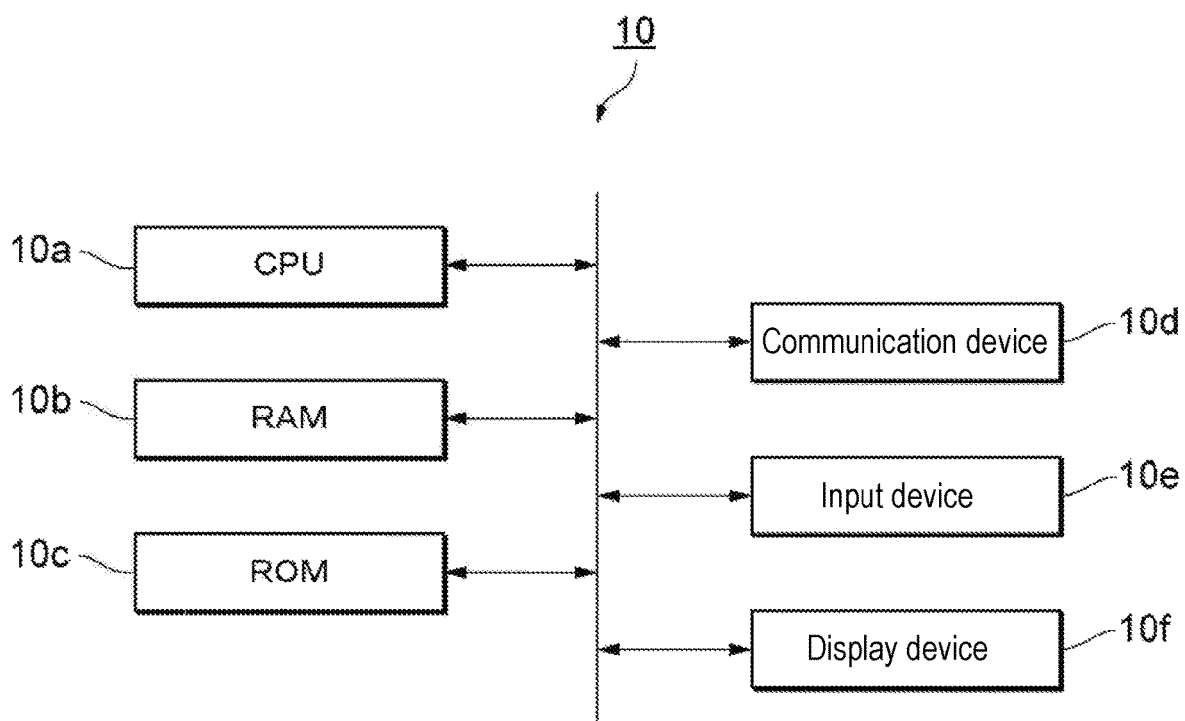 10
10a
CPU
10d
Communication device
10b
RAM
10e
Input device
10c
ROM
10f
Display device